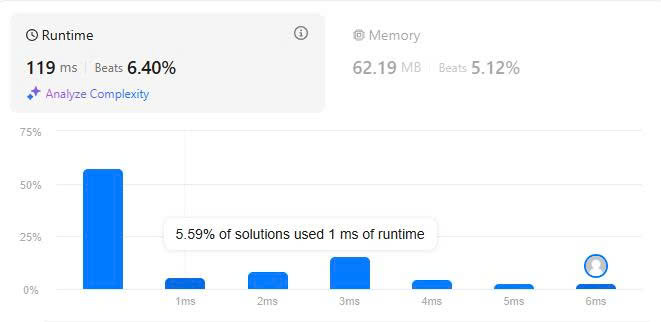 Runtime
Memory
119 ms Beats 6.40%
62.19 MB Beats 5.12%
Analyze Complexity
75%
50%
25%
0%
5.59% of solutions used 1 ms of runtime
1ms 2ms 3ms 4ms 5ms 6ms